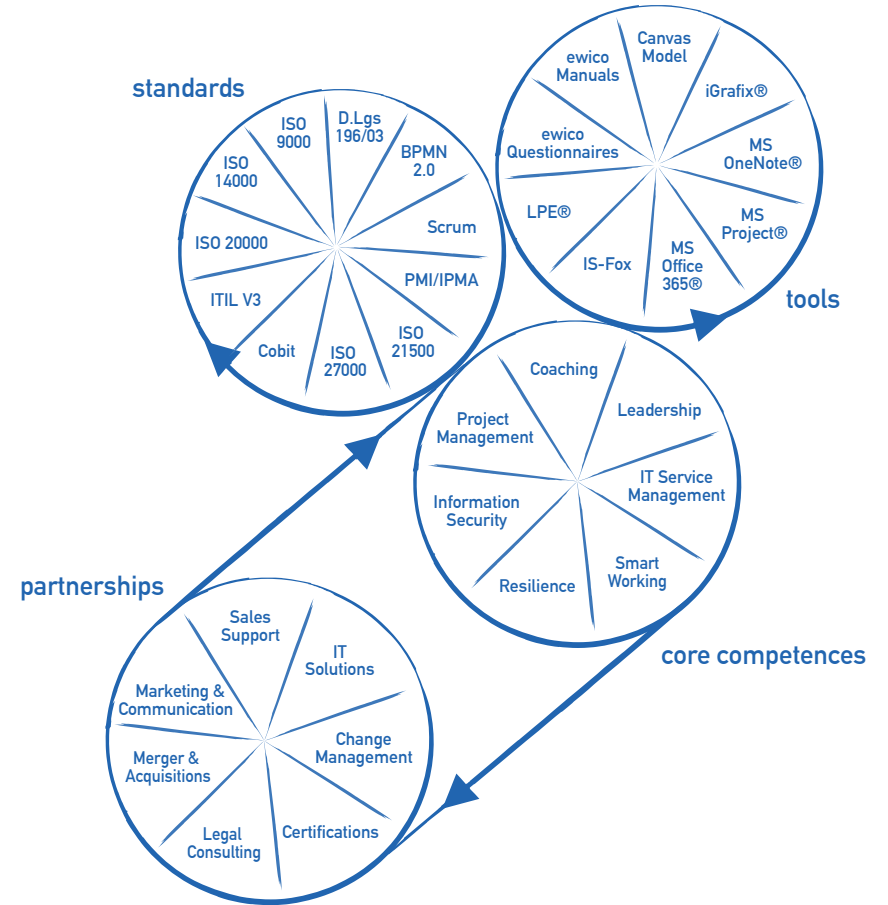 standards
D.Lgs
196/03
BPMN
2.0
Scrum
PMI/IPMA
ISO
21500
ISO
27000
Cobit
ITIL V3
ISO 20000
ISO
14000
ISO
9000
tools
Canvas
Model
iGrafix®
MS
OneNote®
MS
Project®
MS
Office
365®
IS-Fox
LPE®
ewico
Questionnaires
ewico
Manuals
core competences
Coaching
Leadership
IT Service
Management
Smart
Working
Resilience
Information
Security
Project
Management
partnerships
Sales
Support
IT
Solutions
Change
Management
Certifications
Legal
Consulting
Merger &
Acquisitions
Marketing &
Communication